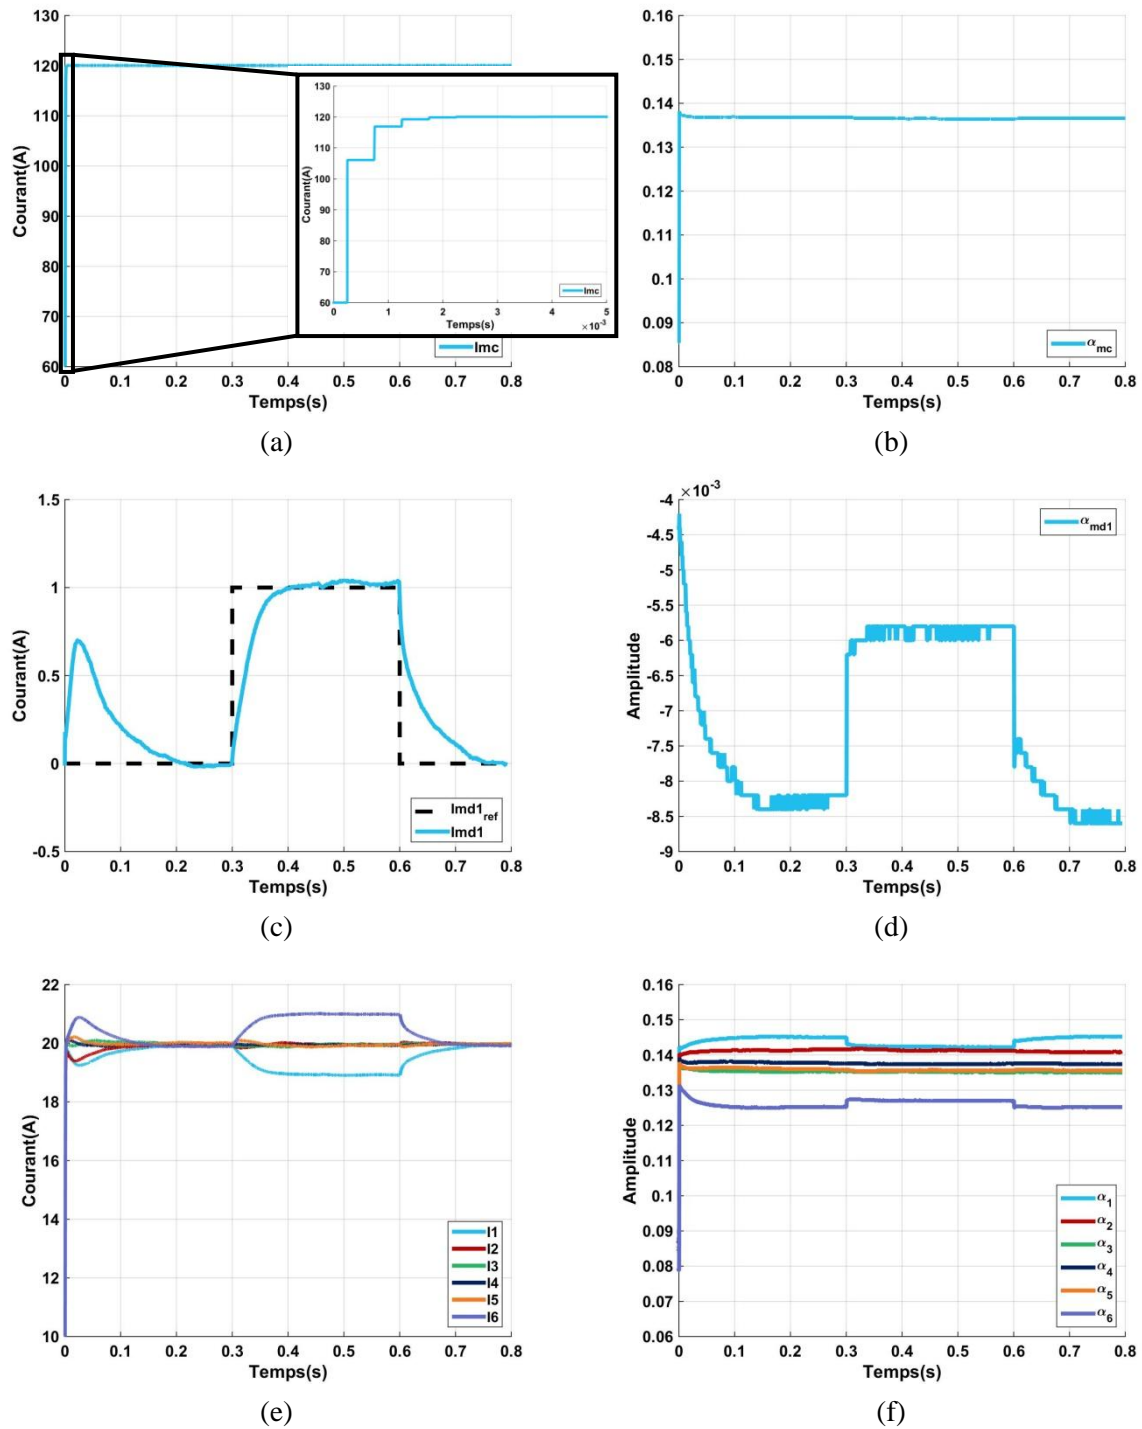 130
120
110
100
90
80
70
60
Courant(A)
0 0.1 0.2 0.3 0.4 0.5 0.6 0.7 0.8
Temps(s)
Imc
130
120
110
100
90
80
70
60
Courant(A)
0 1 2 3 4 5
Temps(s)
×10⁻³
Imc
(a)
0.16
0.15
0.14
0.13
0.12
0.11
0.1
0.09
0.08
α_mc
0 0.1 0.2 0.3 0.4 0.5 0.6 0.7 0.8
Temps(s)
(b)
1.5
1
0.5
0
-0.5
Courant(A)
Imd1_ref
Imd1
0 0.1 0.2 0.3 0.4 0.5 0.6 0.7 0.8
Temps(s)
(c)
×10⁻³
-4
-4.5
-5
-5.5
-6
-6.5
-7
-7.5
-8
-8.5
-9
Amplitude
α_md1
0 0.1 0.2 0.3 0.4 0.5 0.6 0.7 0.8
Temps(s)
(d)
22
20
18
16
14
12
10
Courant(A)
I1
I2
I3
I4
I5
I6
0 0.1 0.2 0.3 0.4 0.5 0.6 0.7 0.8
Temps(s)
(e)
0.16
0.15
0.14
0.13
0.12
0.11
0.1
0.09
0.08
0.07
0.06
Amplitude
α_1
α_2
α_3
α_4
α_5
α_6
0 0.1 0.2 0.3 0.4 0.5 0.6 0.7 0.8
Temps(s)
(f)